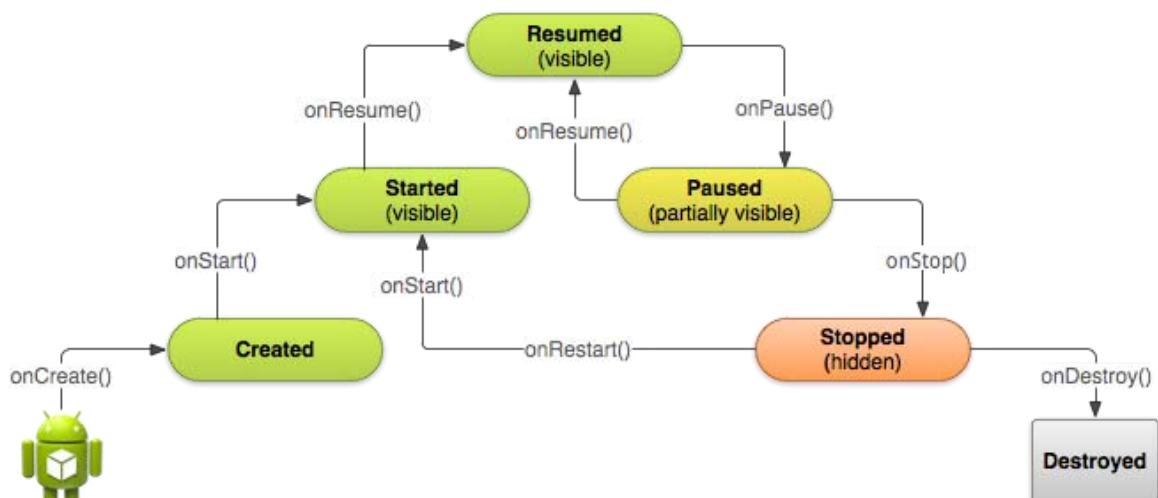 Resumed
(visible)
onResume()
onResume()
onPause()
Started
(visible)
Paused
(partially visible)
onStart()
onStart()
onStop()
Created
onRestart()
Stopped
(hidden)
onCreate()
onDestroy()
Destroyed